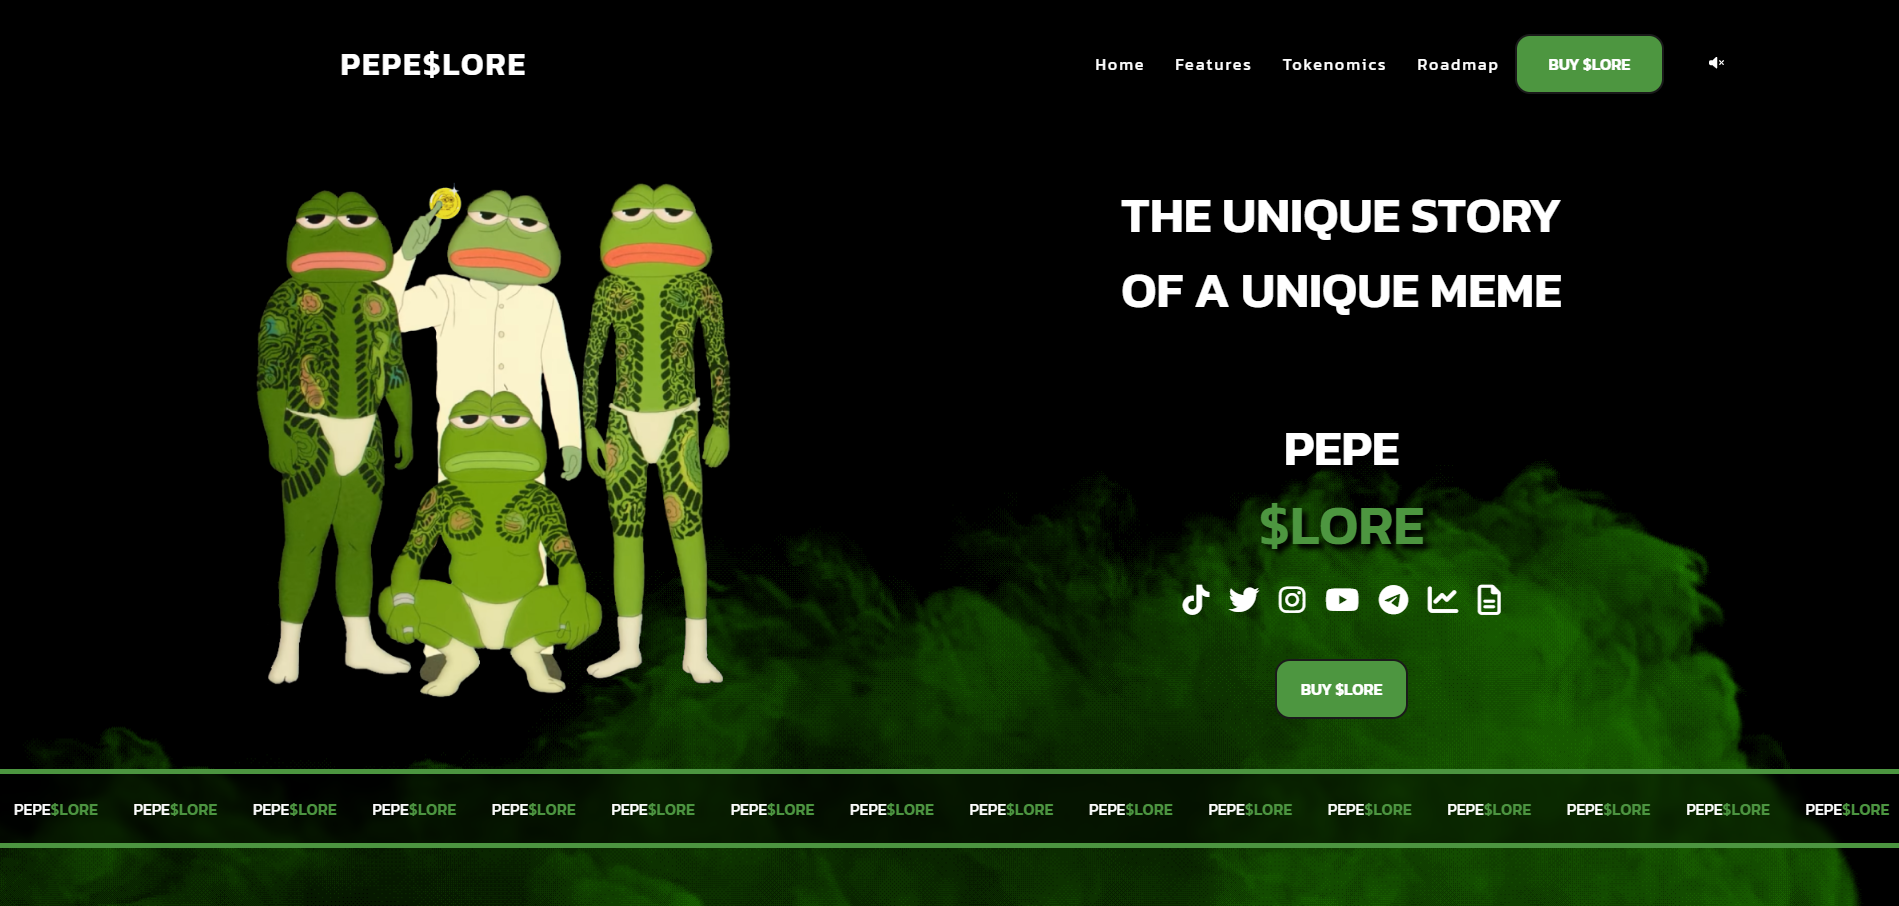 PEPE$LORE
Home Features Tokenomics Roadmap BUY $LORE
THE UNIQUE STORY
OF A UNIQUE MEME
PEPE
$LORE
BUY $LORE
PEPE$LORE PEPE$LORE PEPE$LORE PEPE$LORE PEPE$LORE PEPE$LORE PEPE$LORE PEPE$LORE PEPE$LORE PEPE$LORE PEPE$LORE PEPE$LORE PEPE$LORE PEPE$LORE PEPE$LORE PEPE$LORE